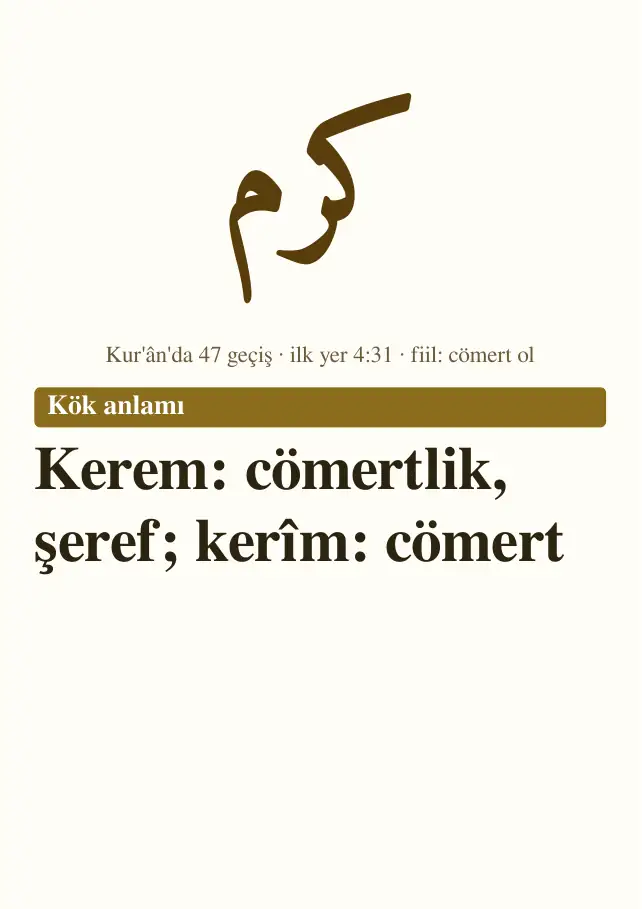 كرم
Kur'ân'da 47 geçiş · ilk yer 4:31 · fiil: cömert ol
Kök anlamı
Kerem: cömertlik,
şeref; kerîm: cömert